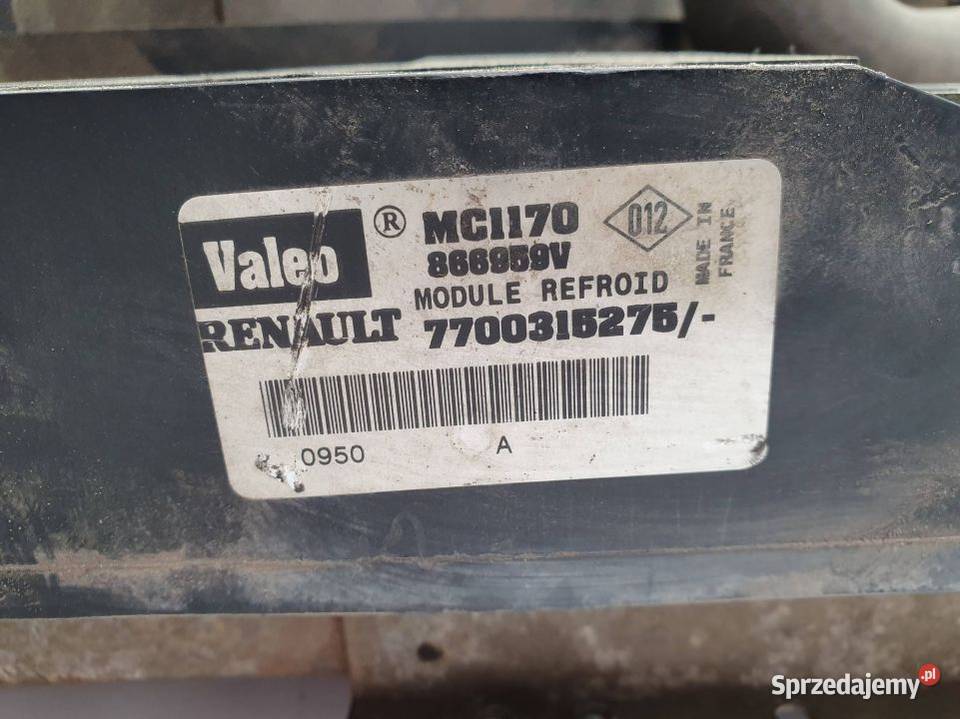 Valeo ® MC1170 012 MADE IN FRANCE
866959V
MODULE REFROID
RENAULT 7700315275/-
0950 A
Sprzedajemy.pl